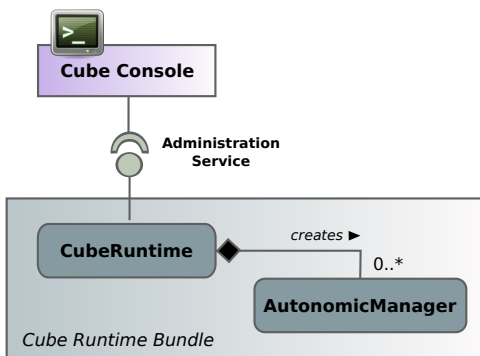 >_
Cube Console
Administration
Service
CubeRuntime
creates ►
0..*
AutonomicManager
Cube Runtime Bundle